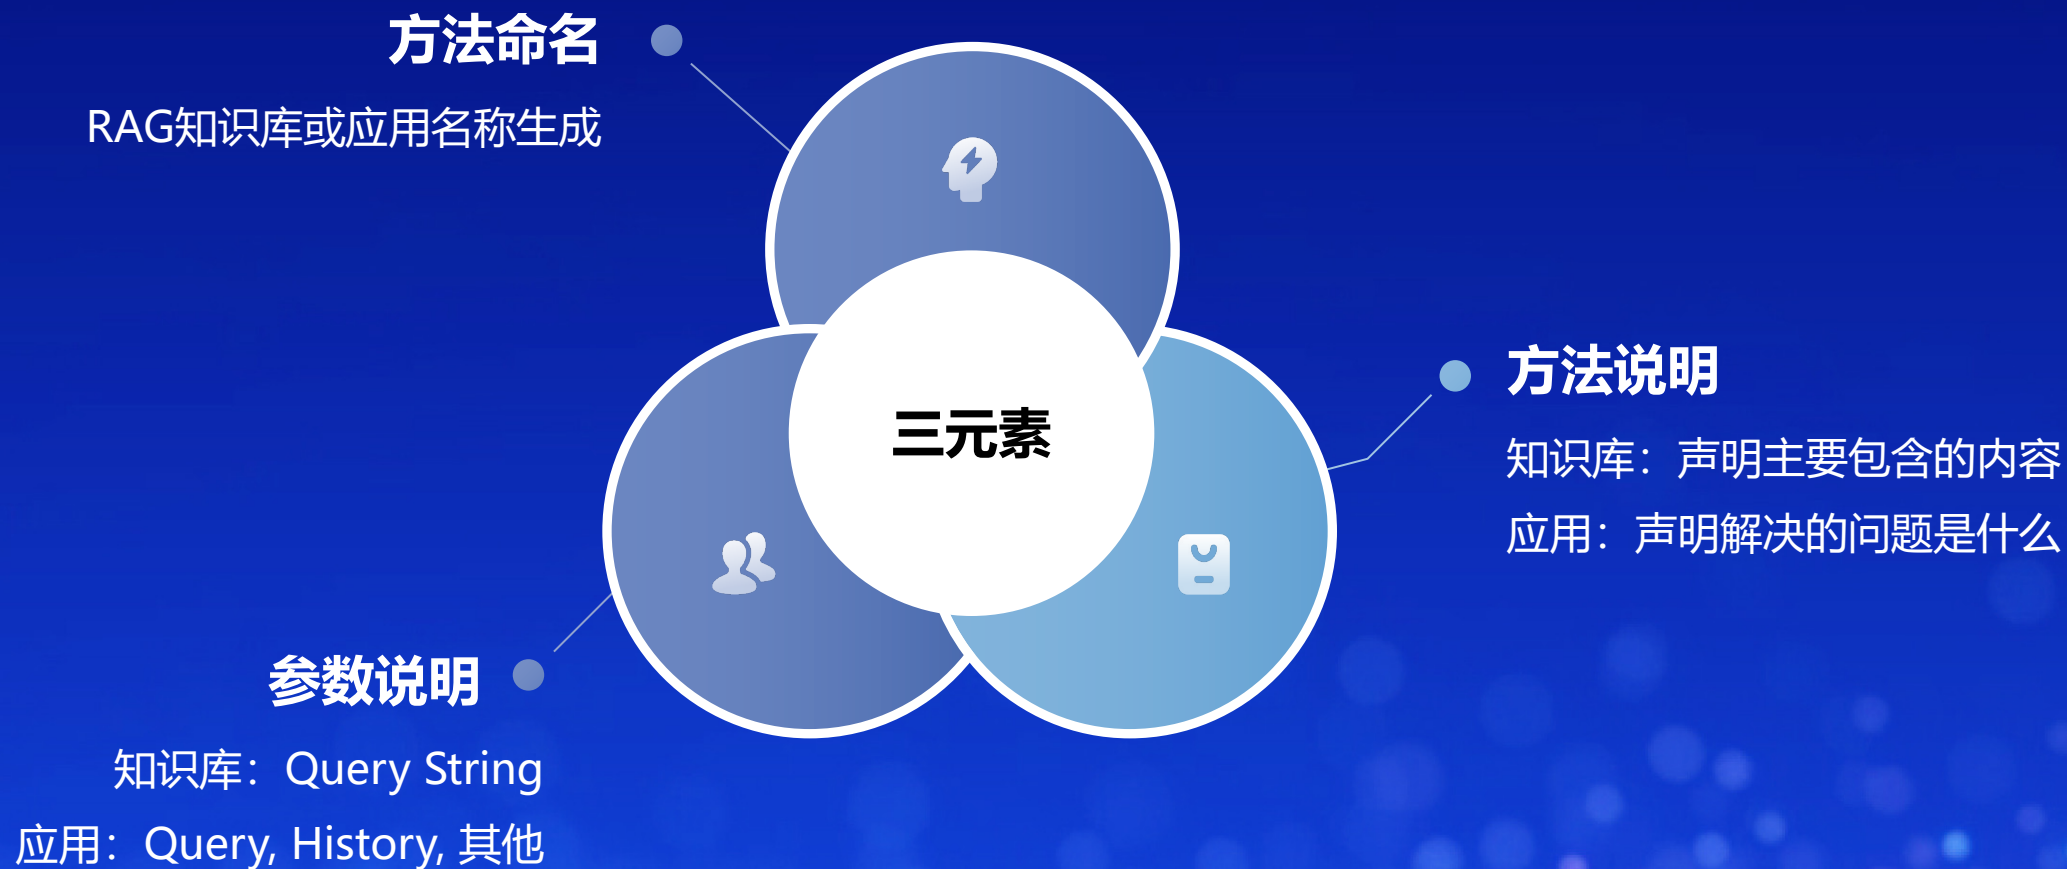 方法命名
RAG知识库或应用名称生成
三元素
方法说明
知识库：声明主要包含的内容
应用：声明解决的问题是什么
参数说明
知识库：Query String
应用：Query, History, 其他